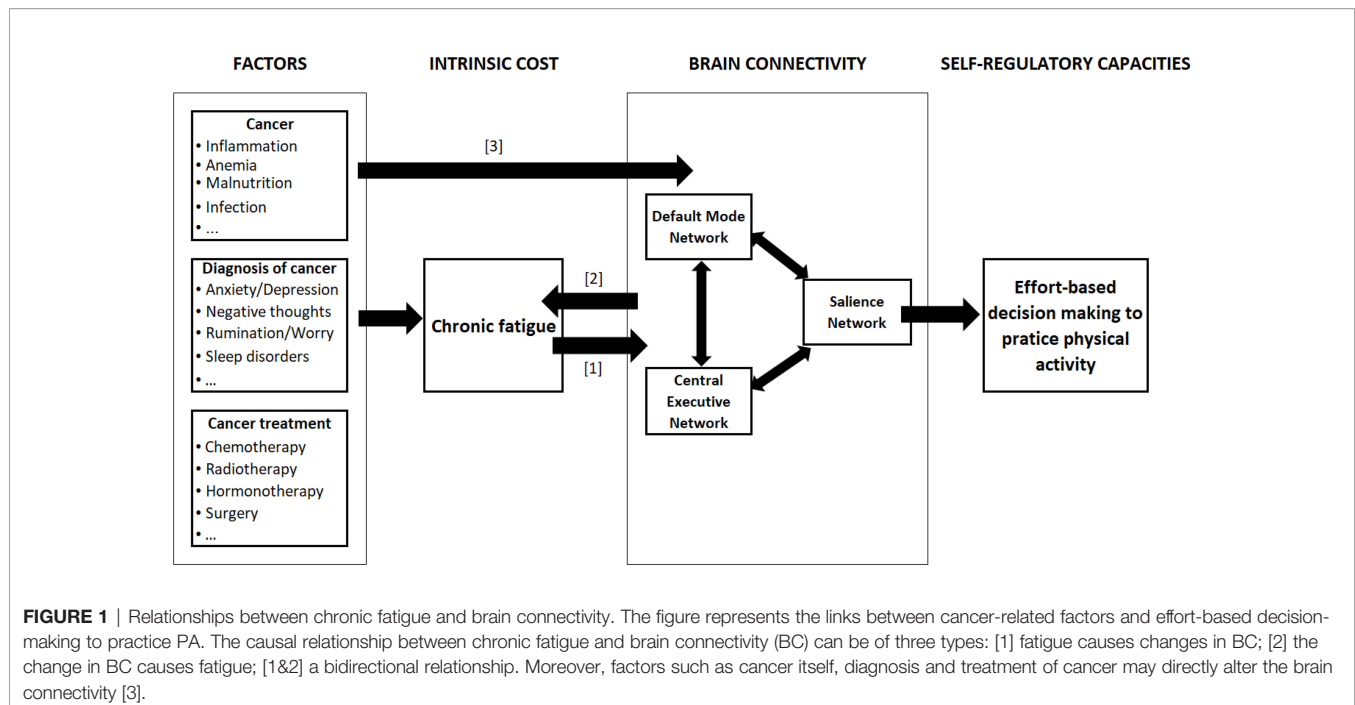 FACTORS
INTRINSIC COST
BRAIN CONNECTIVITY
SELF-REGULATORY CAPACITIES
Cancer
• Inflammation
• Anemia
• Malnutrition
• Infection
• ...
Diagnosis of cancer
• Anxiety/Depression
• Negative thoughts
• Rumination/Worry
• Sleep disorders
• ...
Cancer treatment
• Chemotherapy
• Radiotherapy
• Hormonotherapy
• Surgery
• ...
[3]
Chronic fatigue
[2]
[1]
Default Mode
Network
Salience
Network
Central
Executive
Network
Effort-based
decision making to
pratice physical
activity
FIGURE 1 | Relationships between chronic fatigue and brain connectivity. The figure represents the links between cancer-related factors and effort-based decision-
making to practice PA. The causal relationship between chronic fatigue and brain connectivity (BC) can be of three types: [1] fatigue causes changes in BC; [2] the
change in BC causes fatigue; [1&2] a bidirectional relationship. Moreover, factors such as cancer itself, diagnosis and treatment of cancer may directly alter the brain
connectivity [3].